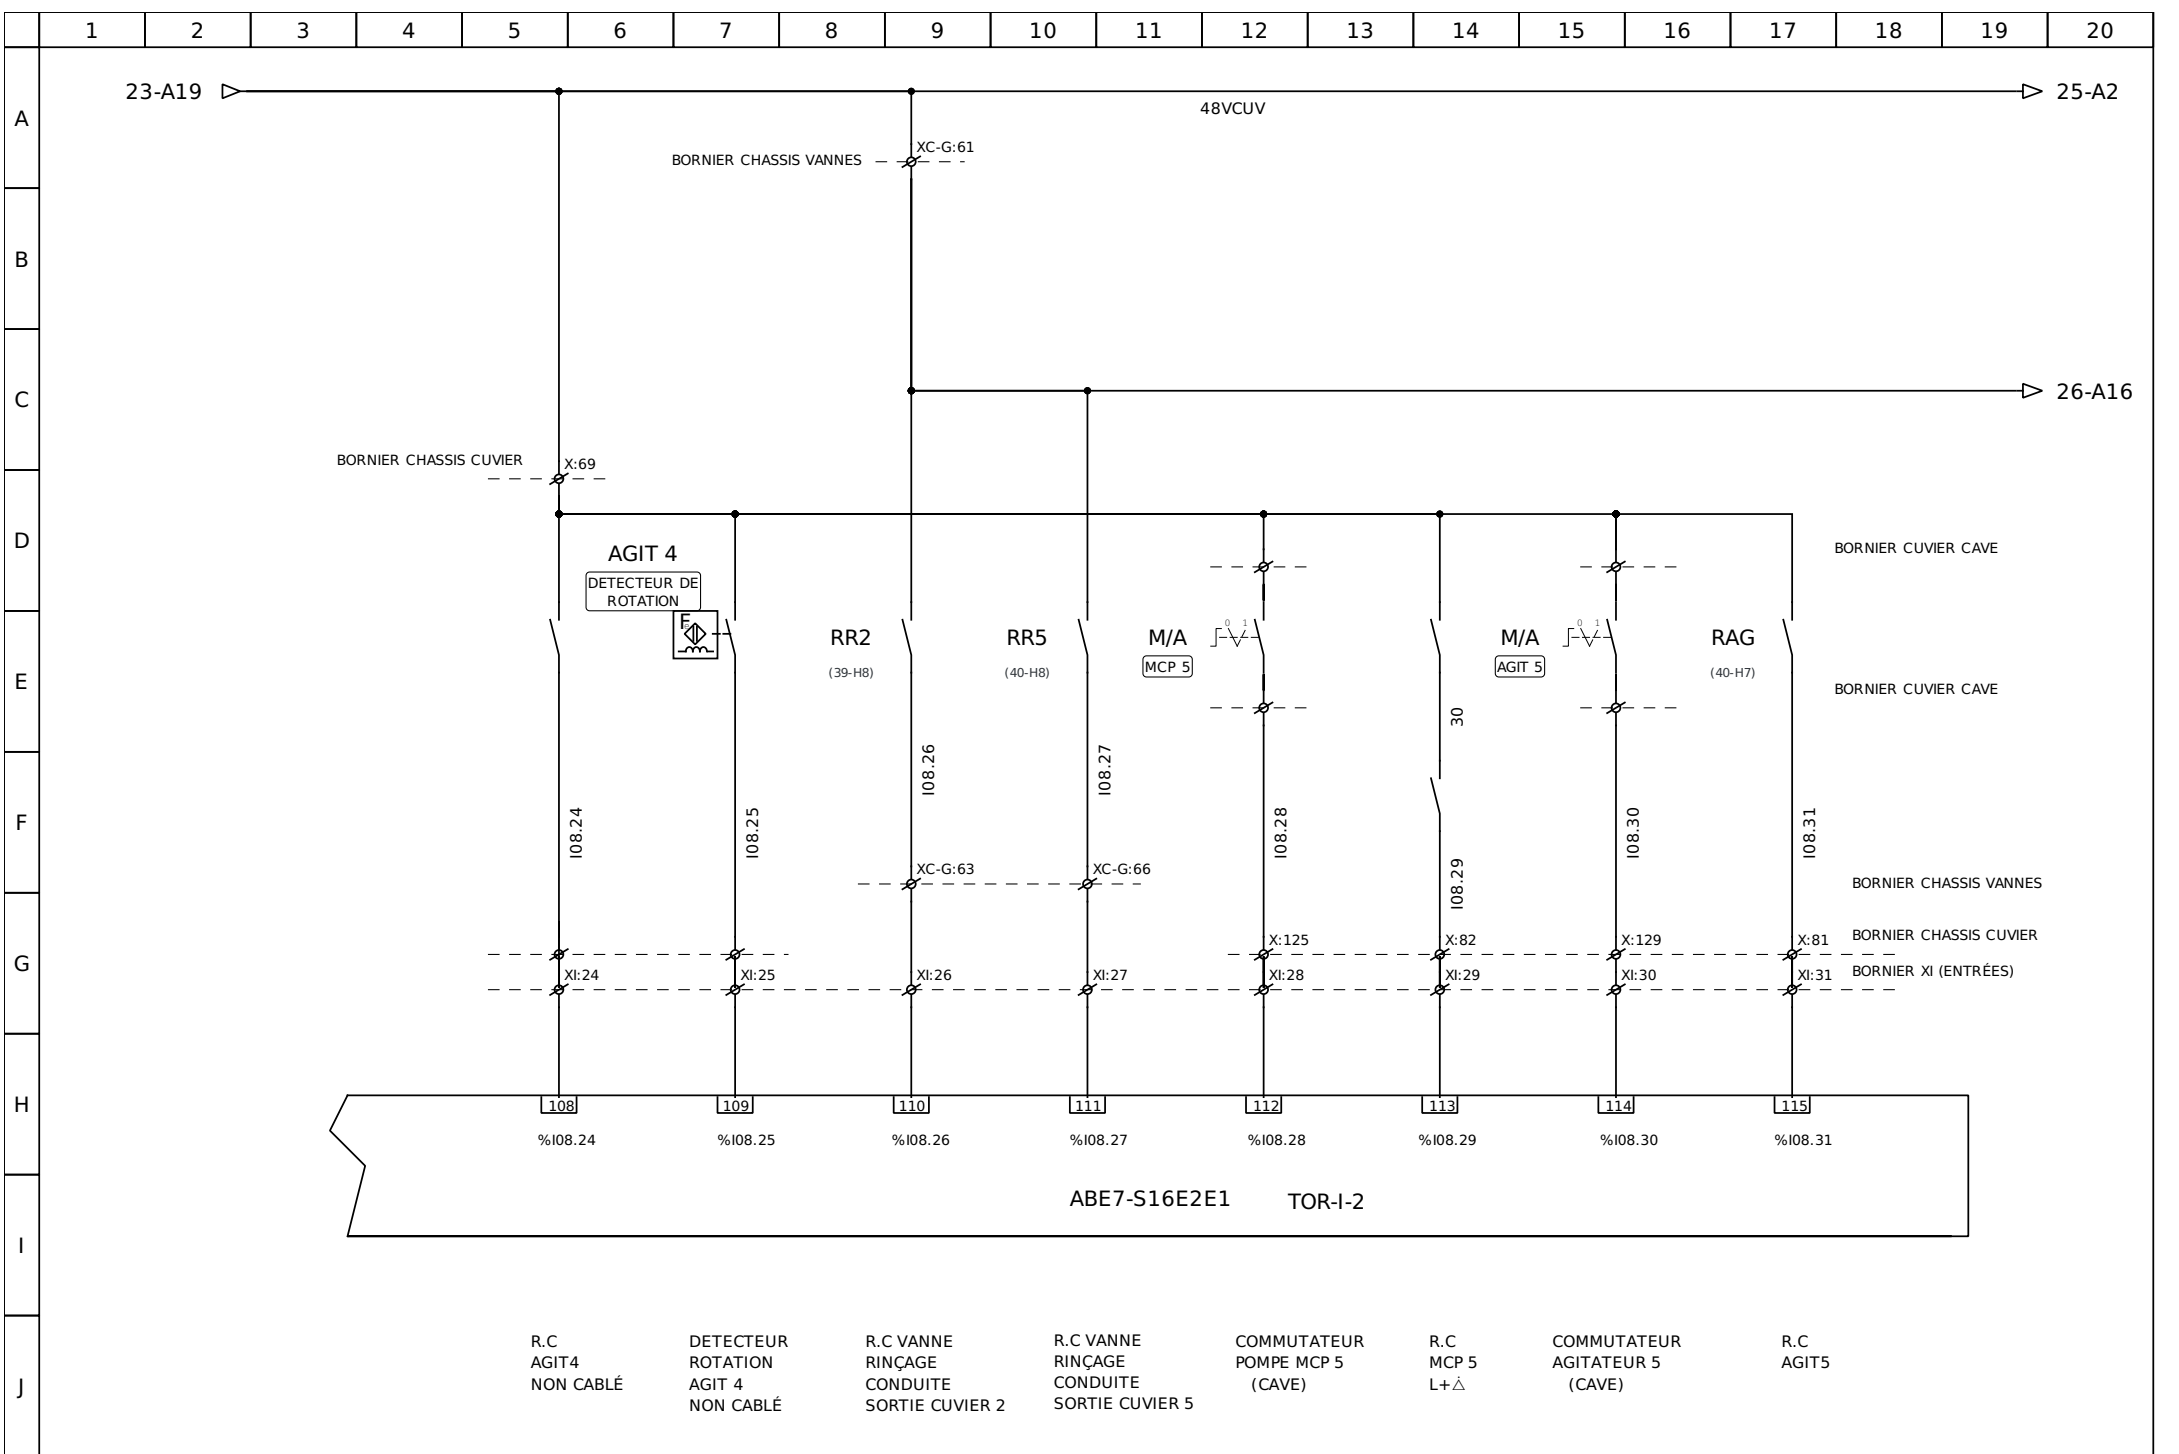 1 2 3 4 5 6 7 8 9 10 11 12 13 14 15 16 17 18 19 20
A
23-A19
25-A2
48VCUV
XC-G:61
BORNIER CHASSIS VANNES
B
C
26-A16
BORNIER CHASSIS CUVIER
X:69
D
AGIT 4
BORNIER CUVIER CAVE
DETECTEUR DE
ROTATION
E
F
RR2
RR5
M/A
0 1
M/A
0 1
RAG
(39-H8)
(40-H8)
MCP 5
AGIT 5
(40-H7)
BORNIER CUVIER CAVE
30
F
I08.24
I08.25
I08.26
I08.27
I08.28
I08.29
I08.30
I08.31
XC-G:63
XC-G:66
BORNIER CHASSIS VANNES
G
X:125
X:82
X:129
X:81
BORNIER CHASSIS CUVIER
XI:24
XI:25
XI:26
XI:27
XI:28
XI:29
XI:30
XI:31
BORNIER XI (ENTRÉES)
H
108 109 110 111 112 113 114 115
%I08.24 %I08.25 %I08.26 %I08.27 %I08.28 %I08.29 %I08.30 %I08.31
ABE7-S16E2E1
TOR-I-2
I
J
R.C
AGIT4
NON CABLÉ
DETECTEUR
ROTATION
AGIT 4
NON CABLÉ
R.C VANNE
RINÇAGE
CONDUITE
SORTIE CUVIER 2
R.C VANNE
RINÇAGE
CONDUITE
SORTIE CUVIER 5
COMMUTATEUR
POMPE MCP 5
(CAVE)
R.C
MCP 5
L+△
COMMUTATEUR
AGITATEUR 5
(CAVE)
R.C
AGIT5